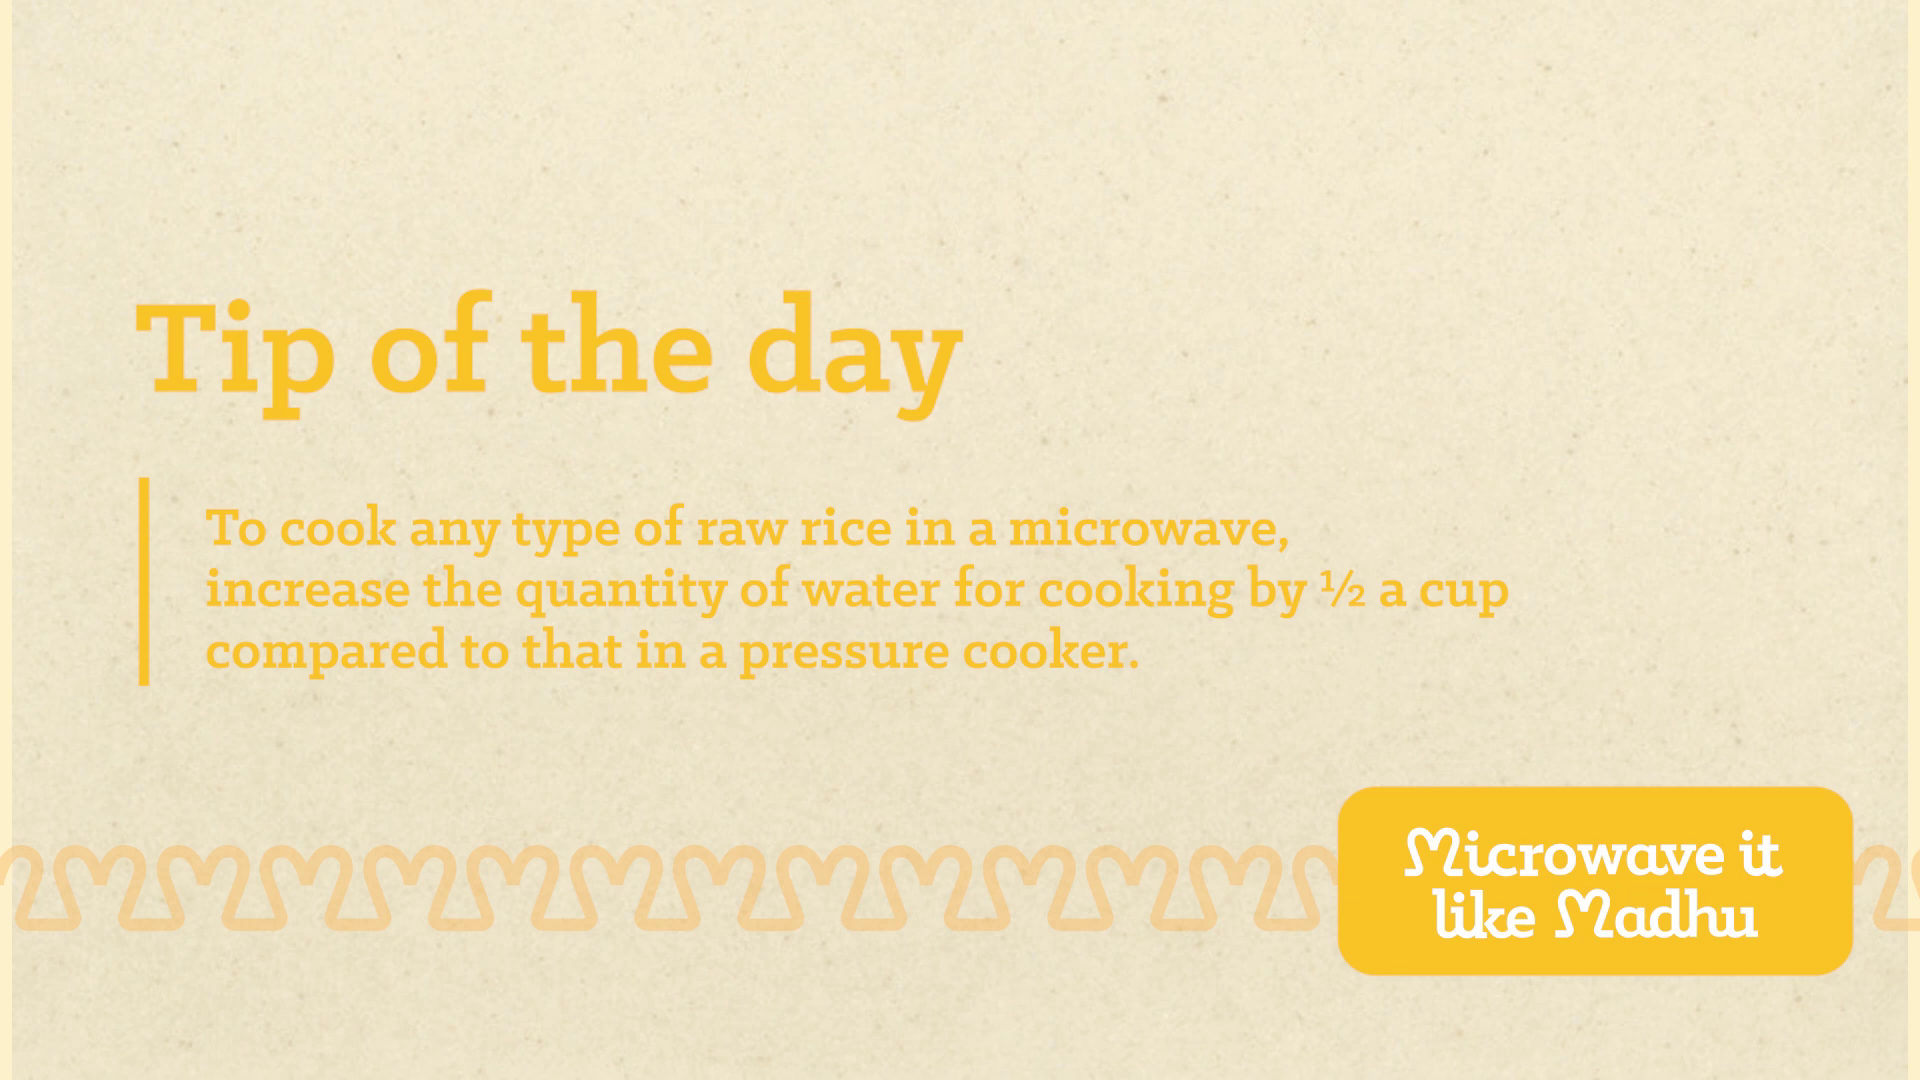 Tip of the day
To cook any type of raw rice in a microwave,
increase the quantity of water for cooking by ½ a cup
compared to that in a pressure cooker.
Microwave it
like Madhu